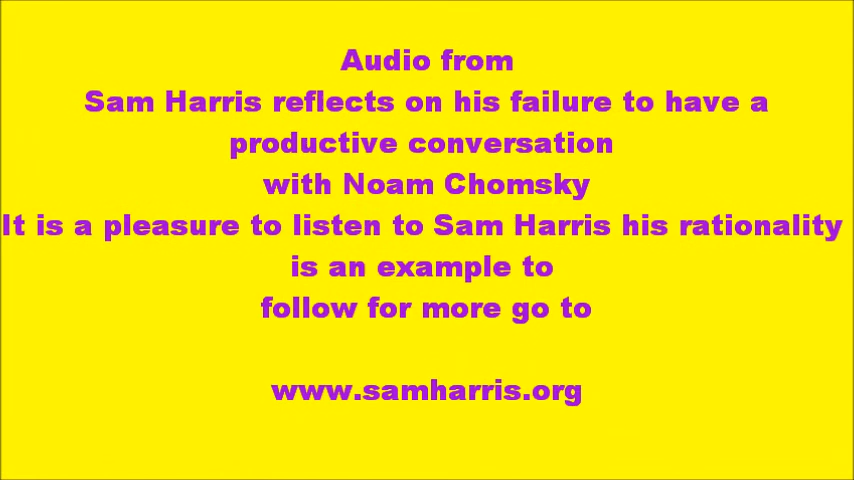 Audio from
Sam Harris reflects on his failure to have a
productive conversation
with Noam Chomsky
It is a pleasure to listen to Sam Harris his rationality
is an example to
follow for more go to
www.samharris.org